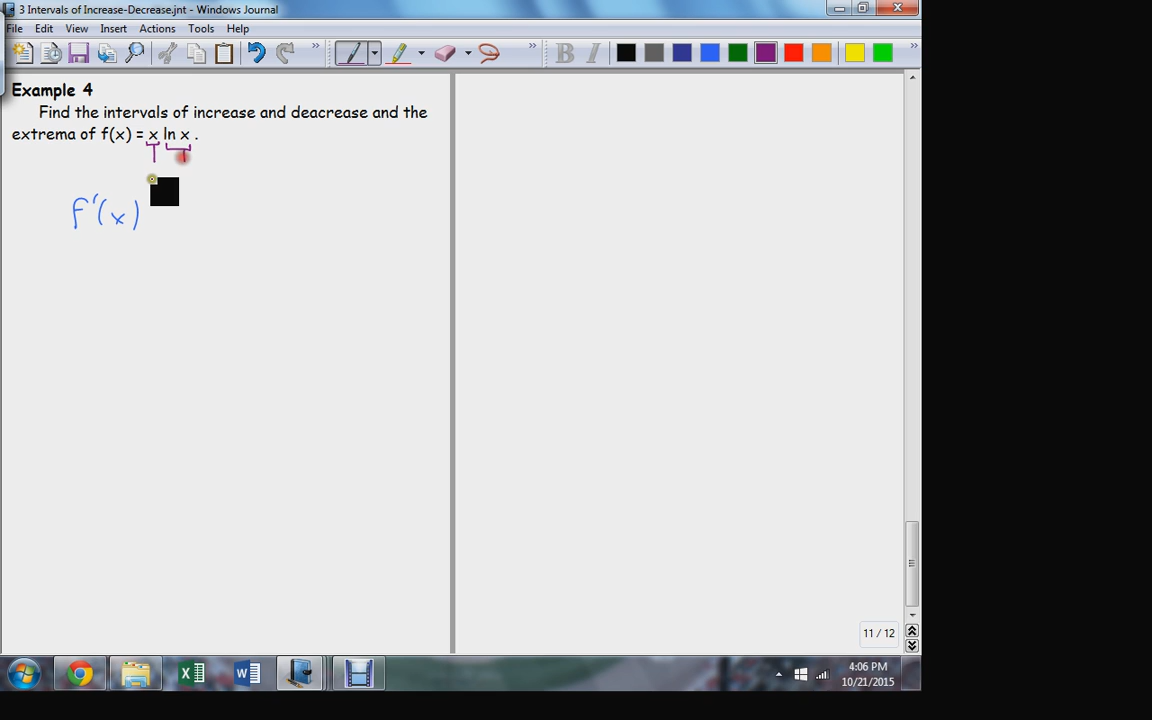 3 Intervals of Increase-Decrease.jnt - Windows Journal
File Edit View Insert Actions Tools Help
B I
Example 4
Find the intervals of increase and deacrease and the
extrema of f(x) = x ln x .
f'(x)
11 / 12
4:06 PM
10/21/2015